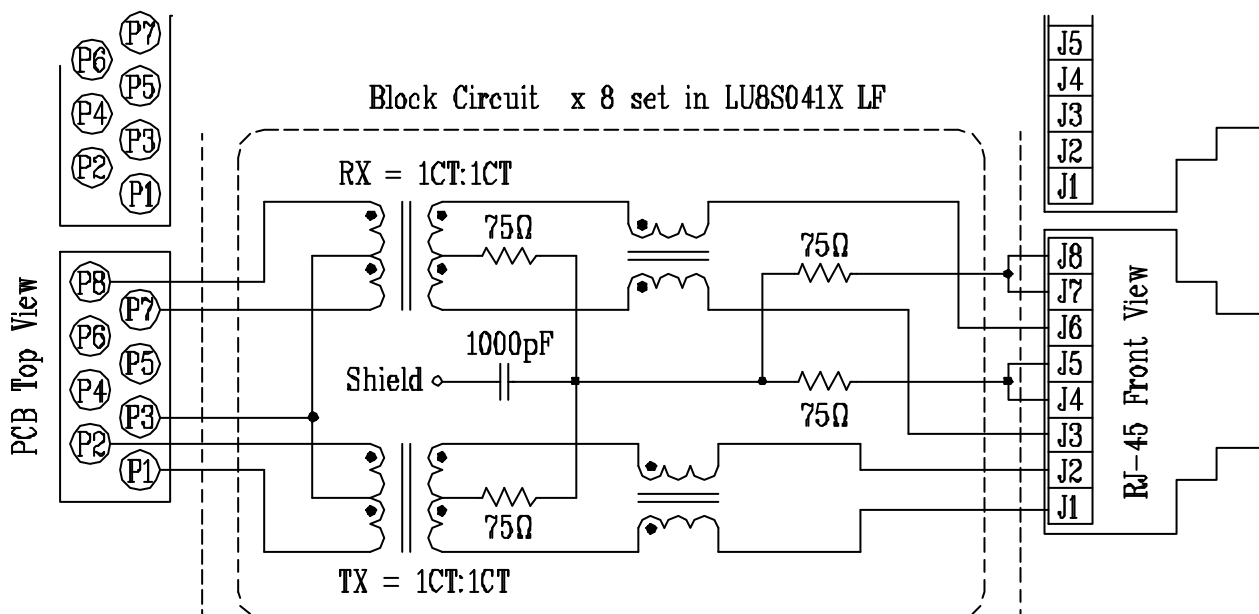 P7
P6
P5
P4
P3
P2
P1
J5
J4
J3
J2
J1
Block Circuit x 8 set in LU8S041X LF
RX = 1CT:1CT
75Ω
75Ω
1000pF
Shield
75Ω
75Ω
TX = 1CT:1CT
PCB Top View
P8
P7
P6
P5
P4
P3
P2
P1
J8
J7
J6
J5
J4
J3
J2
J1
RJ-45 Front View